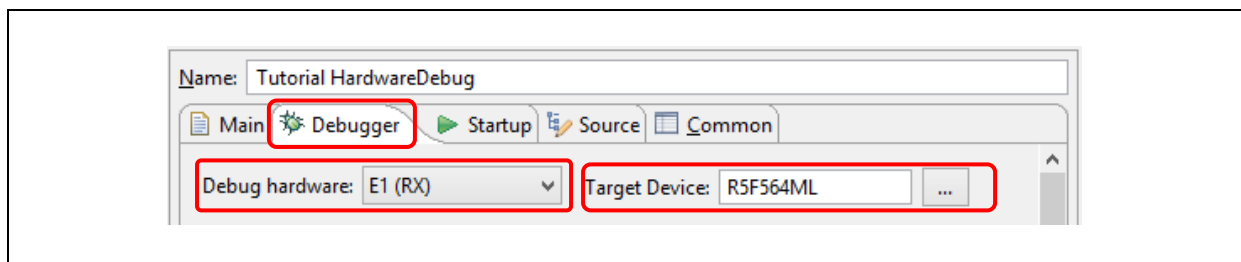 Name: Tutorial HardwareDebug
Main Debugger Startup Source Common
Debug hardware: E1 (RX) Target Device: R5F564ML ...